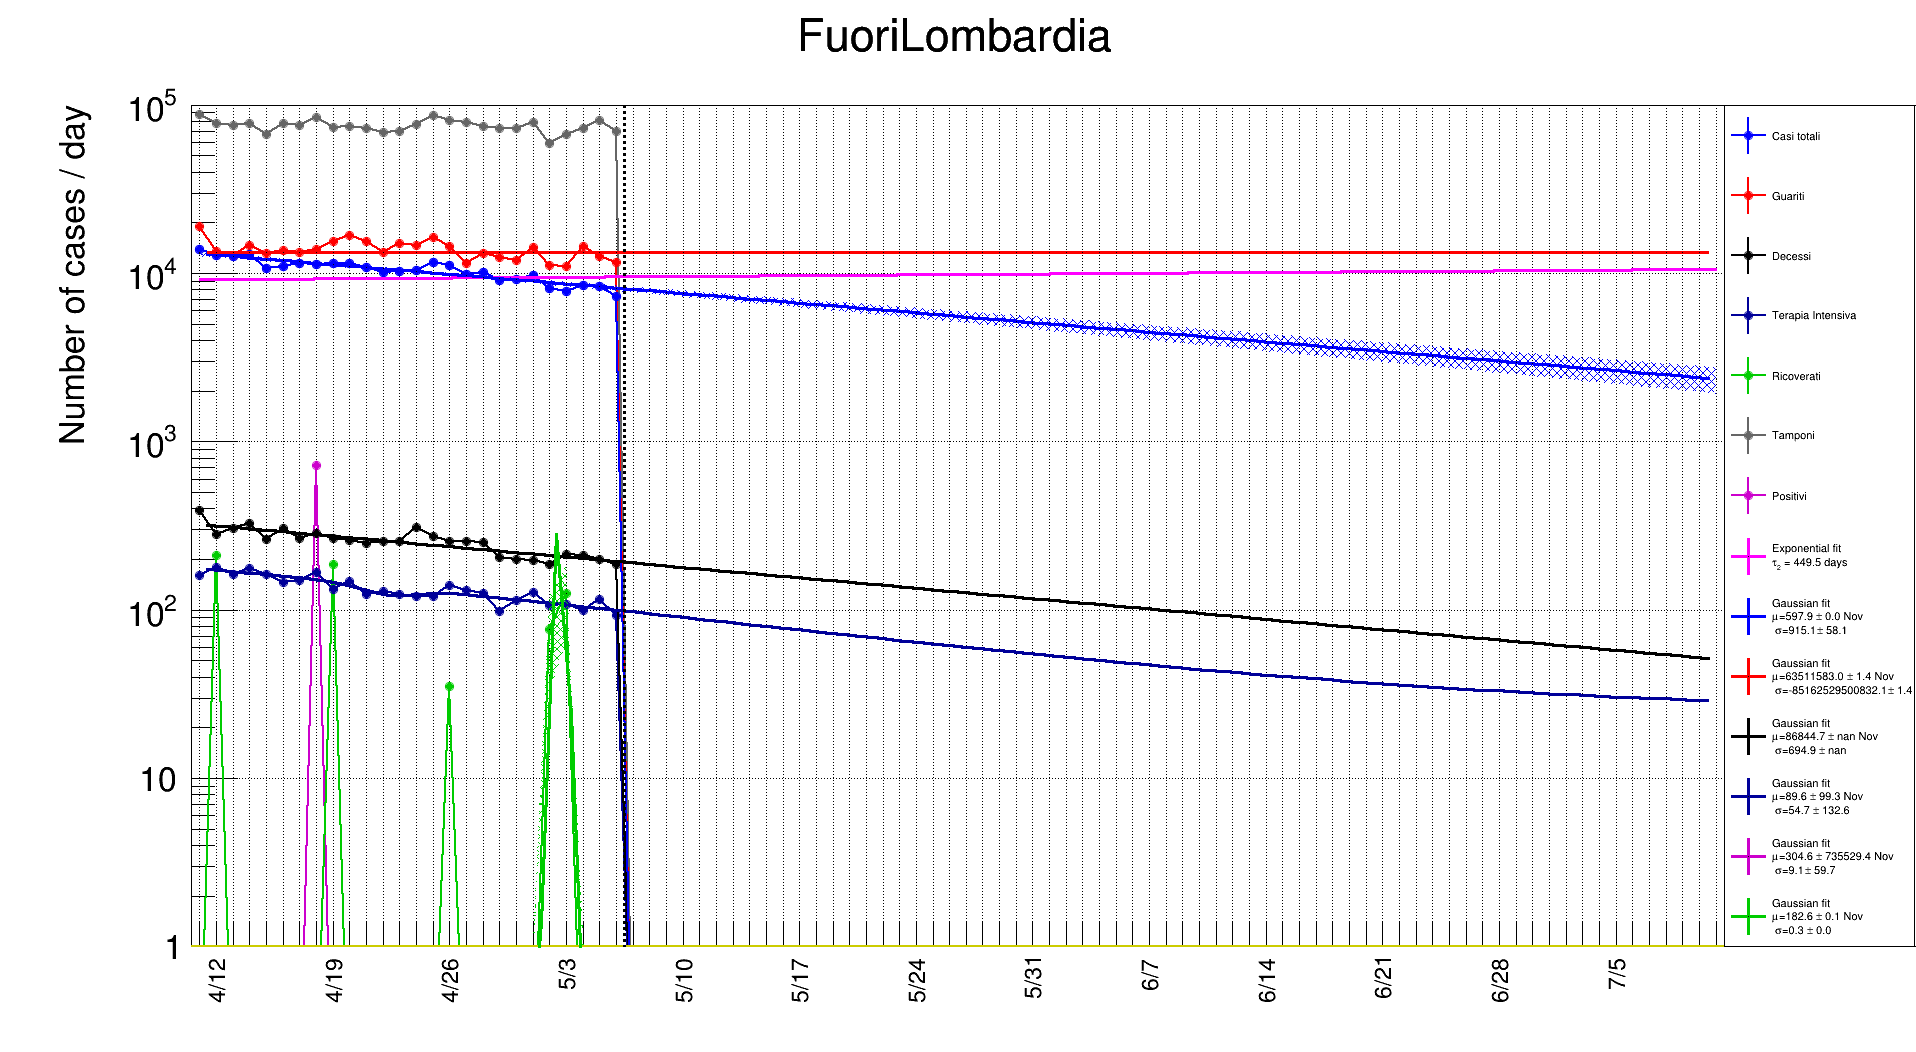 FuoriLombardia
Number of cases / day
10^5
10^4
10^3
10^2
10
1
4/12
4/19
4/26
5/3
5/10
5/17
5/24
5/31
6/7
6/14
6/21
6/28
7/5
Casi totali
Guariti
Decessi
Terapia Intensiva
Ricoverati
Tamponi
Positivi
Exponential fit
τ_2 = 449.5 days
Gaussian fit
μ=597.9 ± 0.0 Nov
σ=915.1± 58.1
Gaussian fit
μ=63511583.0 ± 1.4 Nov
σ=-85162529500832.1± 1.4
Gaussian fit
μ=86844.7 ± nan Nov
σ=694.9 ± nan
Gaussian fit
μ=89.6 ± 99.3 Nov
σ=54.7 ± 132.6
Gaussian fit
μ=304.6 ± 735529.4 Nov
σ=9.1± 59.7
Gaussian fit
μ=182.6 ± 0.1 Nov
σ=0.3 ± 0.0